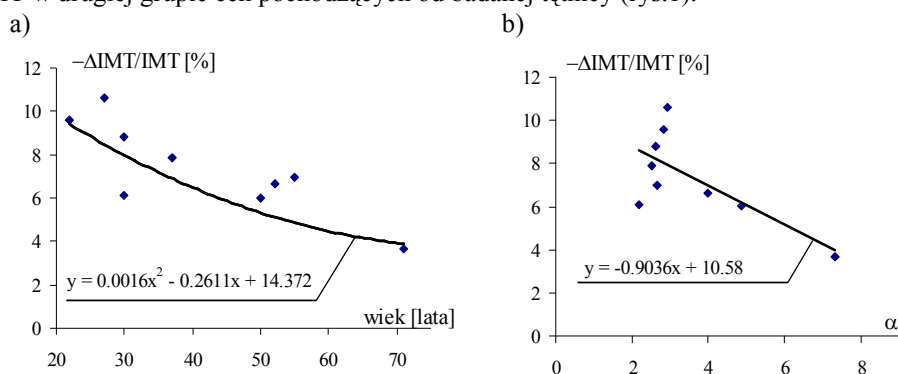 w drugiej grupie cen pochodzących od badanej tętnicy (rys.1).
a)
b)
−ΔIMT/IMT [%]
12
10
8
6
4
2
0
20 30 40 50 60 70
wiek [lata]
y = 0.0016x² - 0.2611x + 14.372
−ΔIMT/IMT [%]
12
10
8
6
4
2
0
0 2 4 6 8
α
y = -0.9036x + 10.58